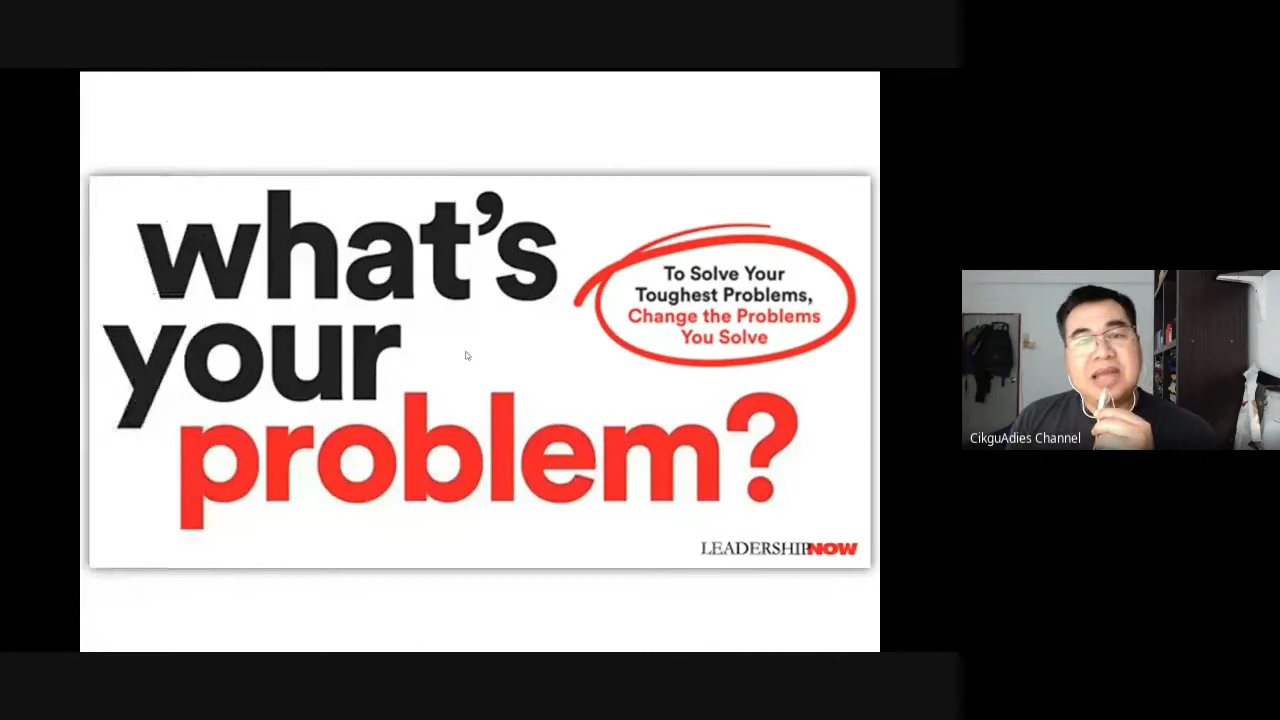 what's
your
problem?
To Solve Your
Toughest Problems,
Change the Problems
You Solve
LEADERSHIPNOW
CikguAdies Channel